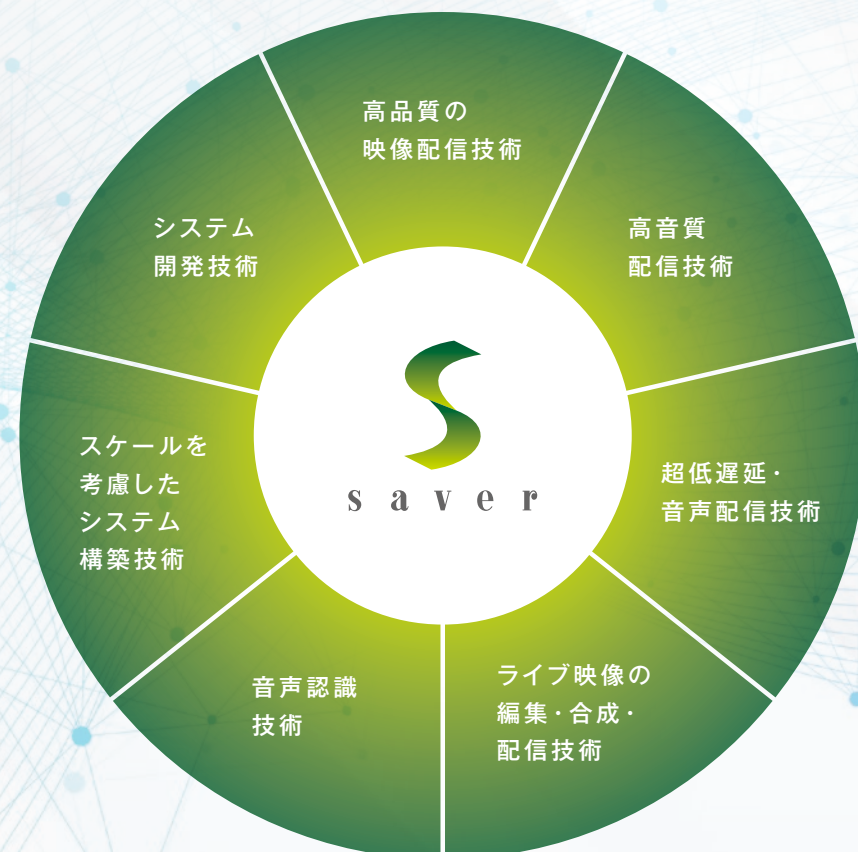 高品質の
映像配信技術
高音質
配信技術
超低遅延・
音声配信技術
ライブ映像の
編集・合成・
配信技術
音声認識
技術
スケールを
考慮した
システム
構築技術
システム
開発技術
saver